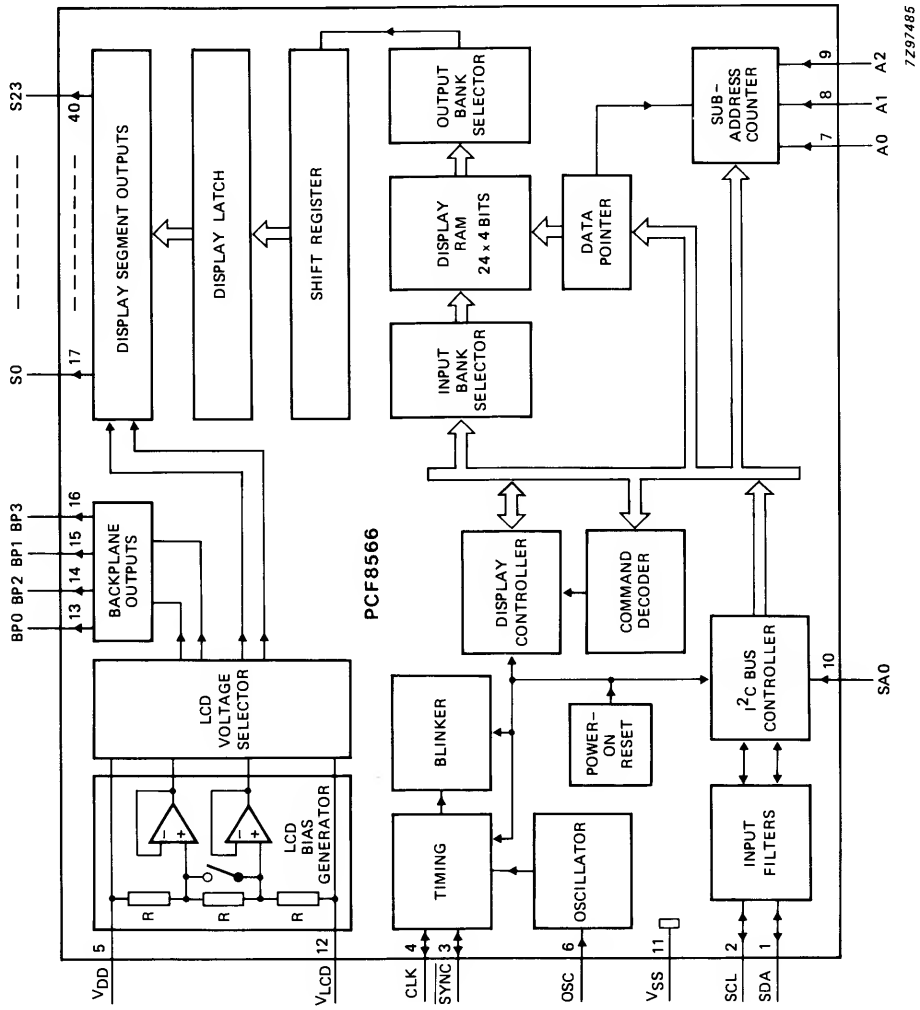 BP0 BP2 BP1 BP3
S0
S23
13 14 15 16
17
40
V_DD 5
12 V_LCD
R
R
R
−
+
−
+
LCD
BIAS
GENERATOR
LCD
VOLTAGE
SELECTOR
BACKPLANE
OUTPUTS
DISPLAY SEGMENT OUTPUTS
DISPLAY LATCH
SHIFT REGISTER
PCF8566
CLK 4
SYNC 3
TIMING
BLINKER
DISPLAY
CONTROLLER
INPUT
BANK
SELECTOR
DISPLAY
RAM
24 x 4 BITS
OUTPUT
BANK
SELECTOR
OSC 6
OSCILLATOR
POWER-
ON
RESET
COMMAND
DECODER
DATA
POINTER
SUB-
ADDRESS
COUNTER
V_SS 11
SCL 2
SDA 1
INPUT
FILTERS
I²C BUS
CONTROLLER
10
SA0
7 8 9
A0 A1 A2
7Z97485